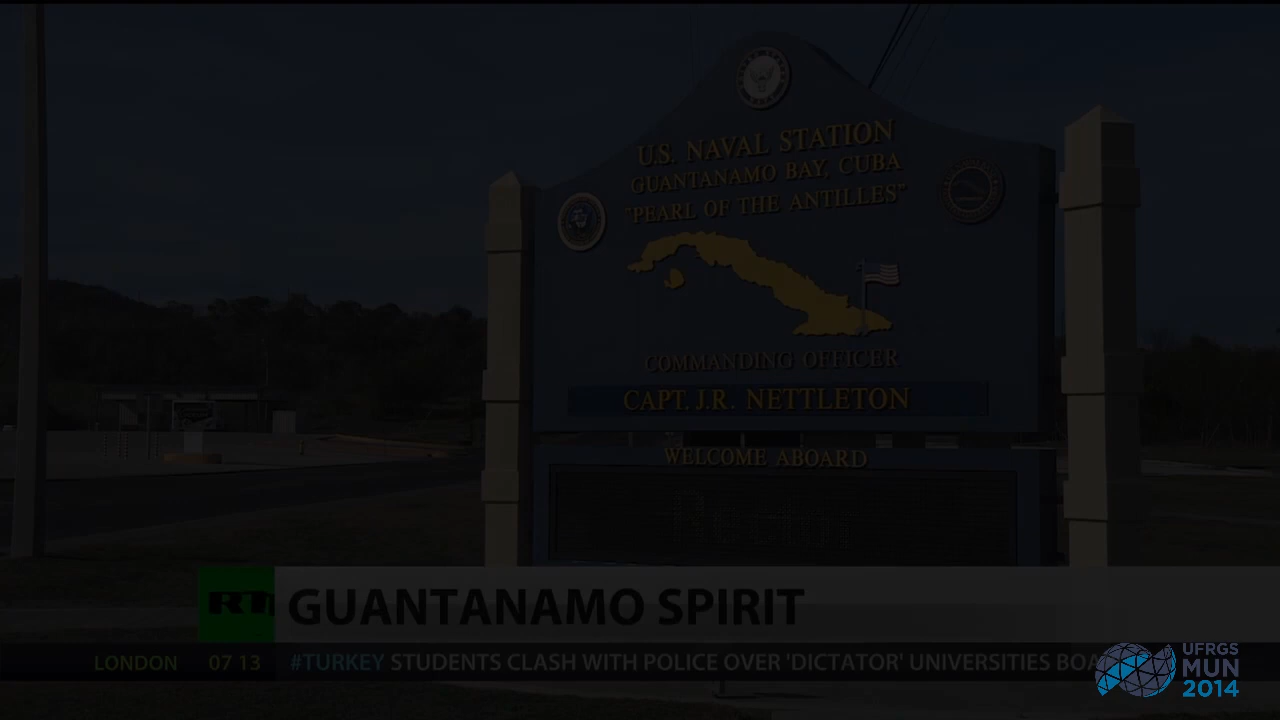 U.S. NAVAL STATION
GUANTANAMO BAY, CUBA
"PEARL OF THE ANTILLES"
COMMANDING OFFICER
CAPT. J.R. NETTLETON
WELCOME ABOARD
RT
GUANTANAMO SPIRIT
LONDON 07 13
#TURKEY STUDENTS CLASH WITH POLICE OVER 'DICTATOR' UNIVERSITIES BOA
UFRGS
MUN
2014